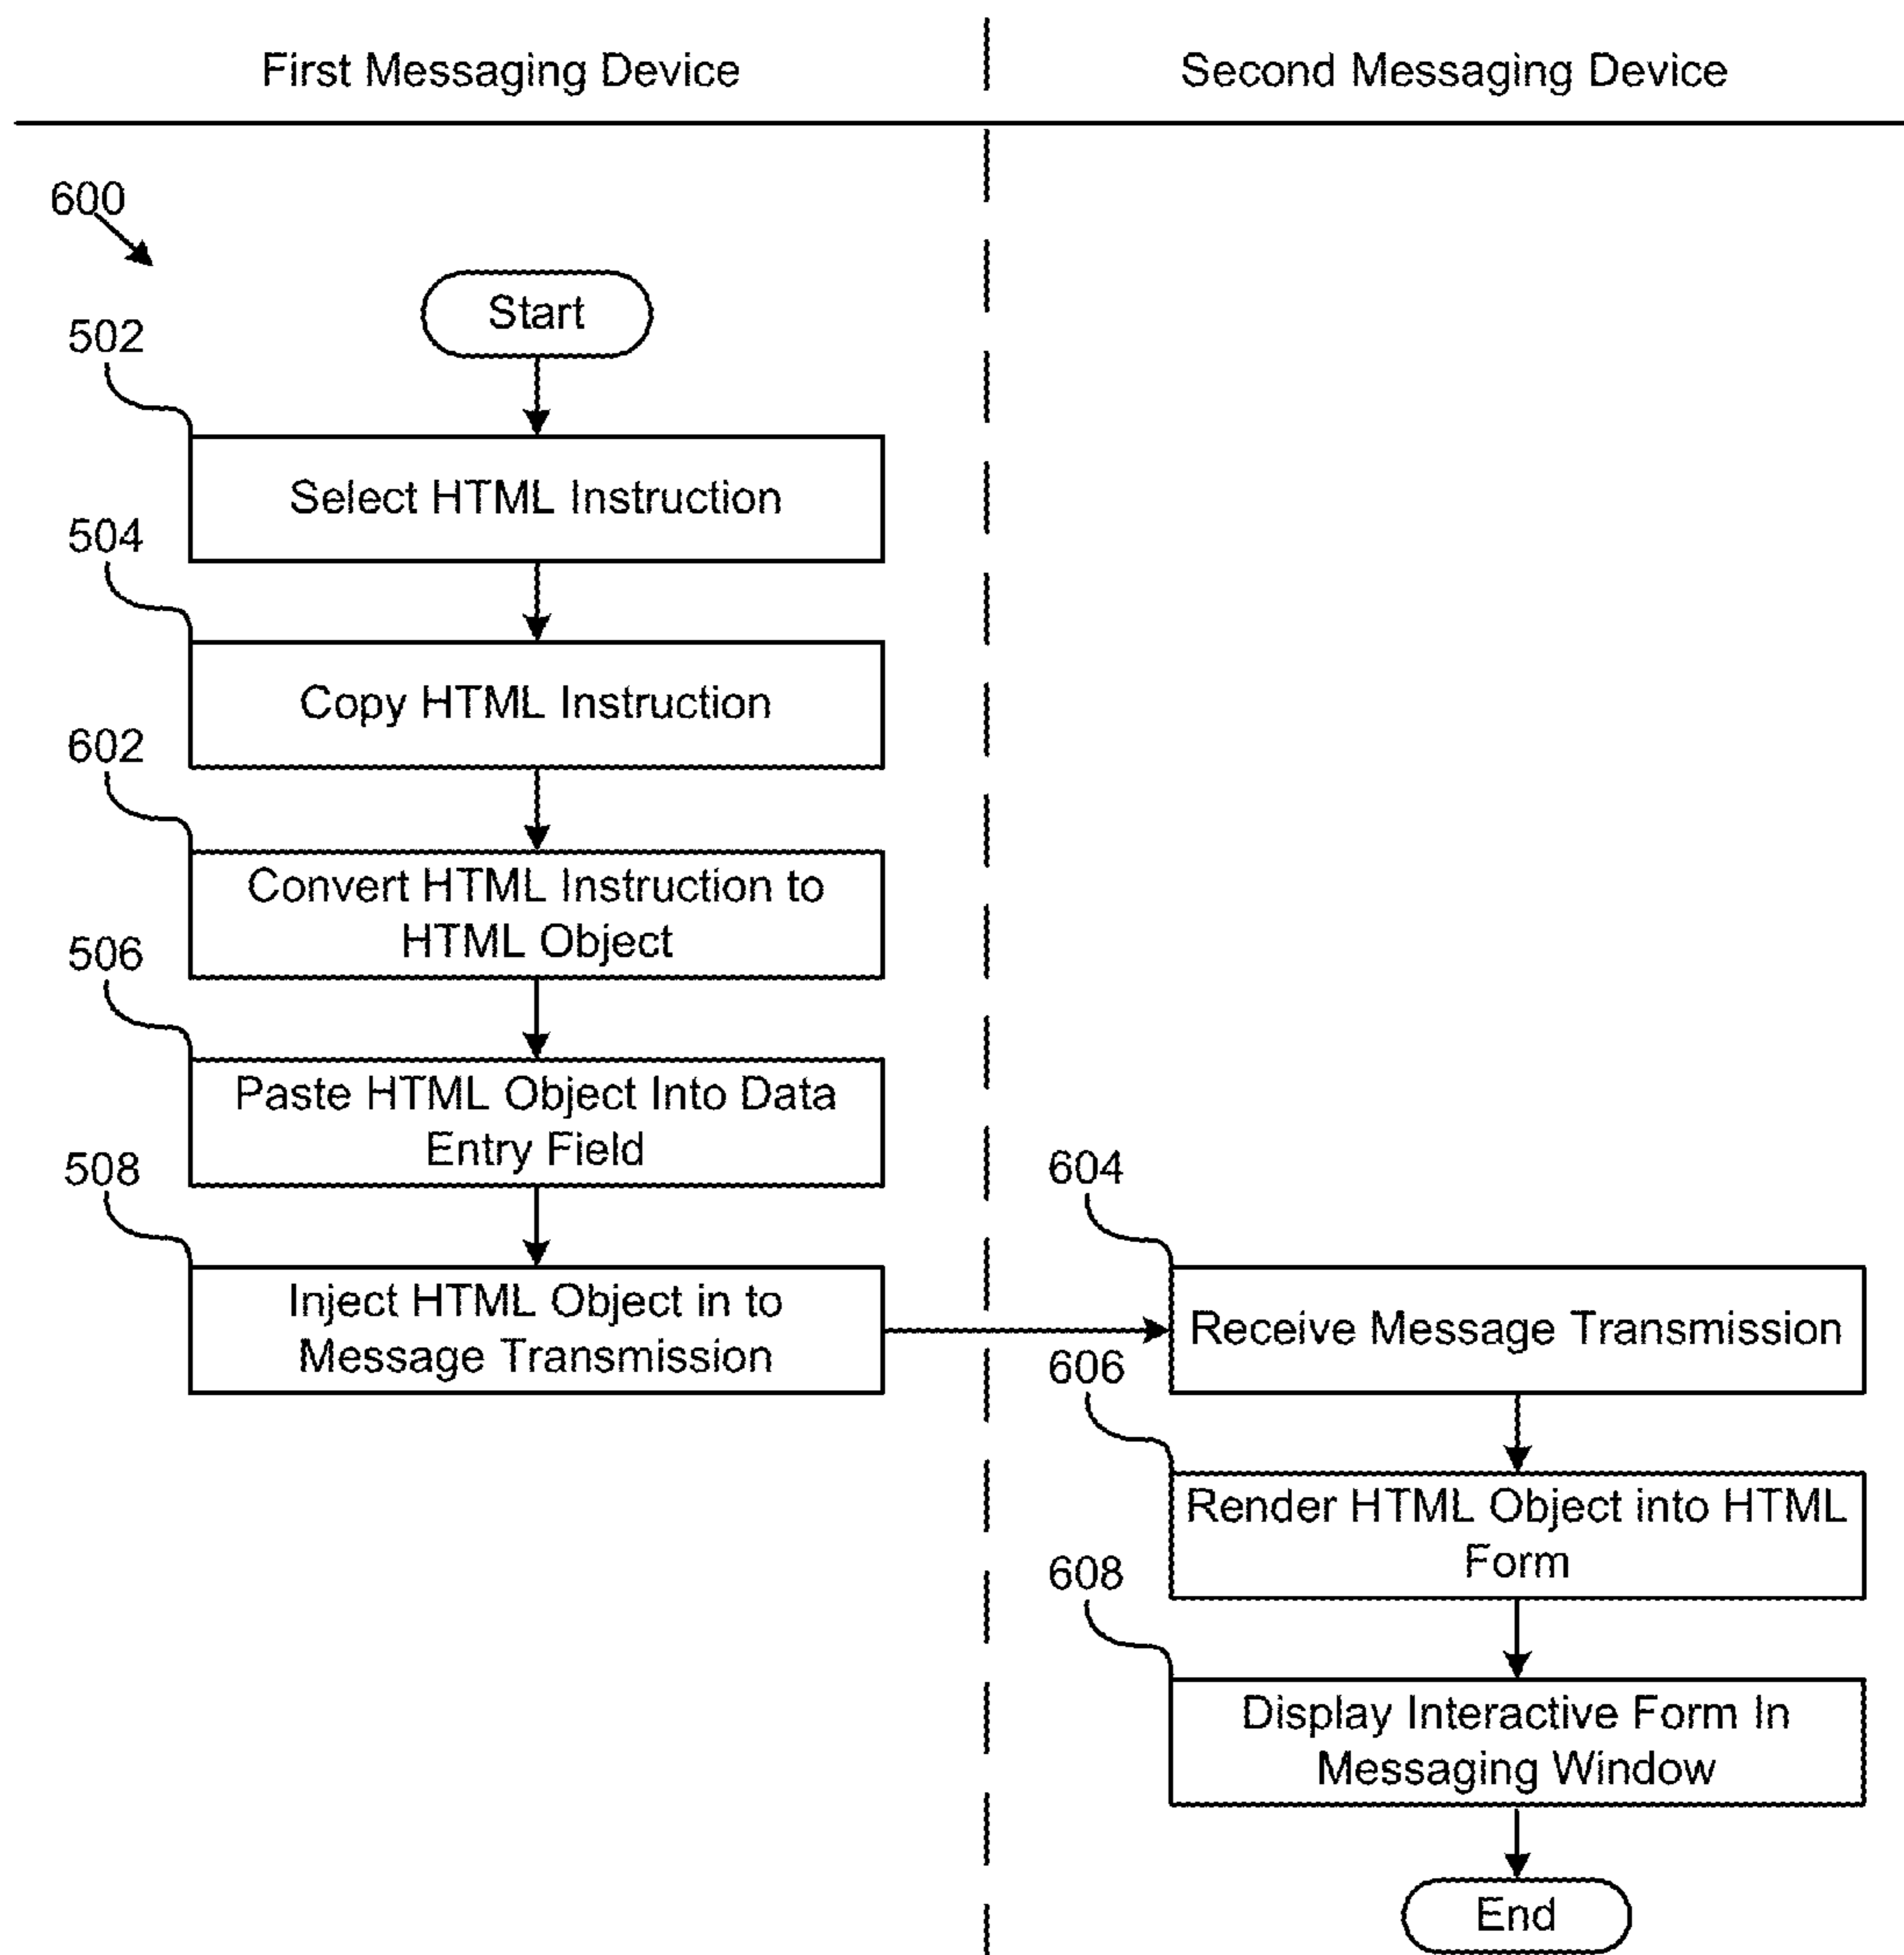 First Messaging Device
Second Messaging Device
600
Start
502
Select HTML Instruction
504
Copy HTML Instruction
602
Convert HTML Instruction to
HTML Object
506
Paste HTML Object Into Data
Entry Field
508
Inject HTML Object in to
Message Transmission
604
Receive Message Transmission
606
Render HTML Object into HTML
Form
608
Display Interactive Form In
Messaging Window
End